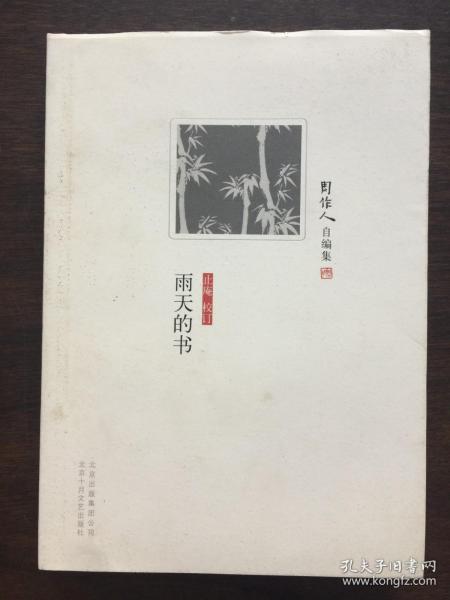 周作人
自编集
止庵 校订
雨天的书
北京出版集团公司
北京十月文艺出版社
孔夫子旧书网
www.kongfz.com